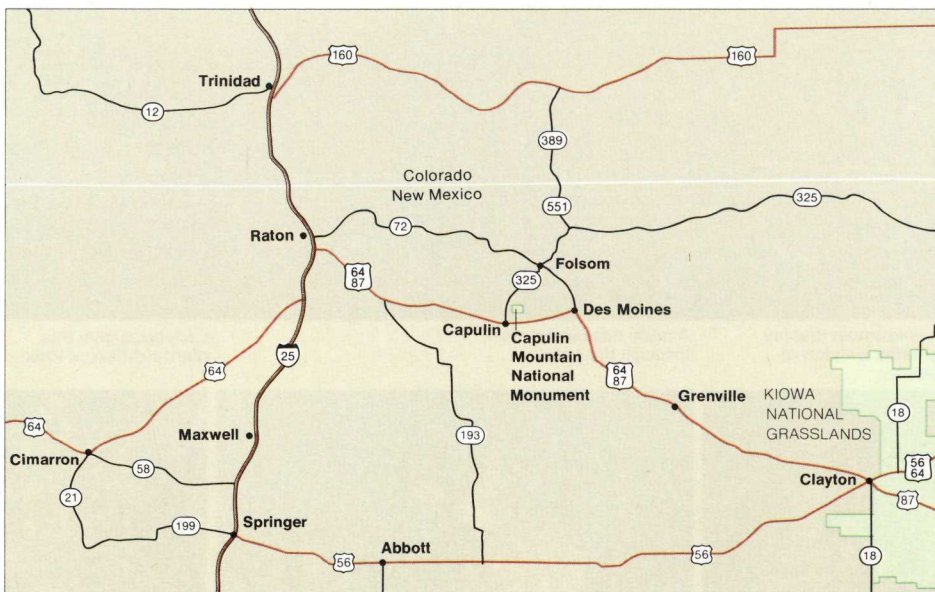 160
160
Trinidad
12
389
Colorado
New Mexico
551
325
72
Raton
Folsom
64
87
325
Des Moines
Capulin
Capulin
Mountain
National
Monument
25
64
64
87
Grenville
KIOWA
NATIONAL
GRASSLANDS
18
64
Maxwell
193
Cimarron
58
56
64
Clayton
21
87
199
Springer
Abbott
56
56
18